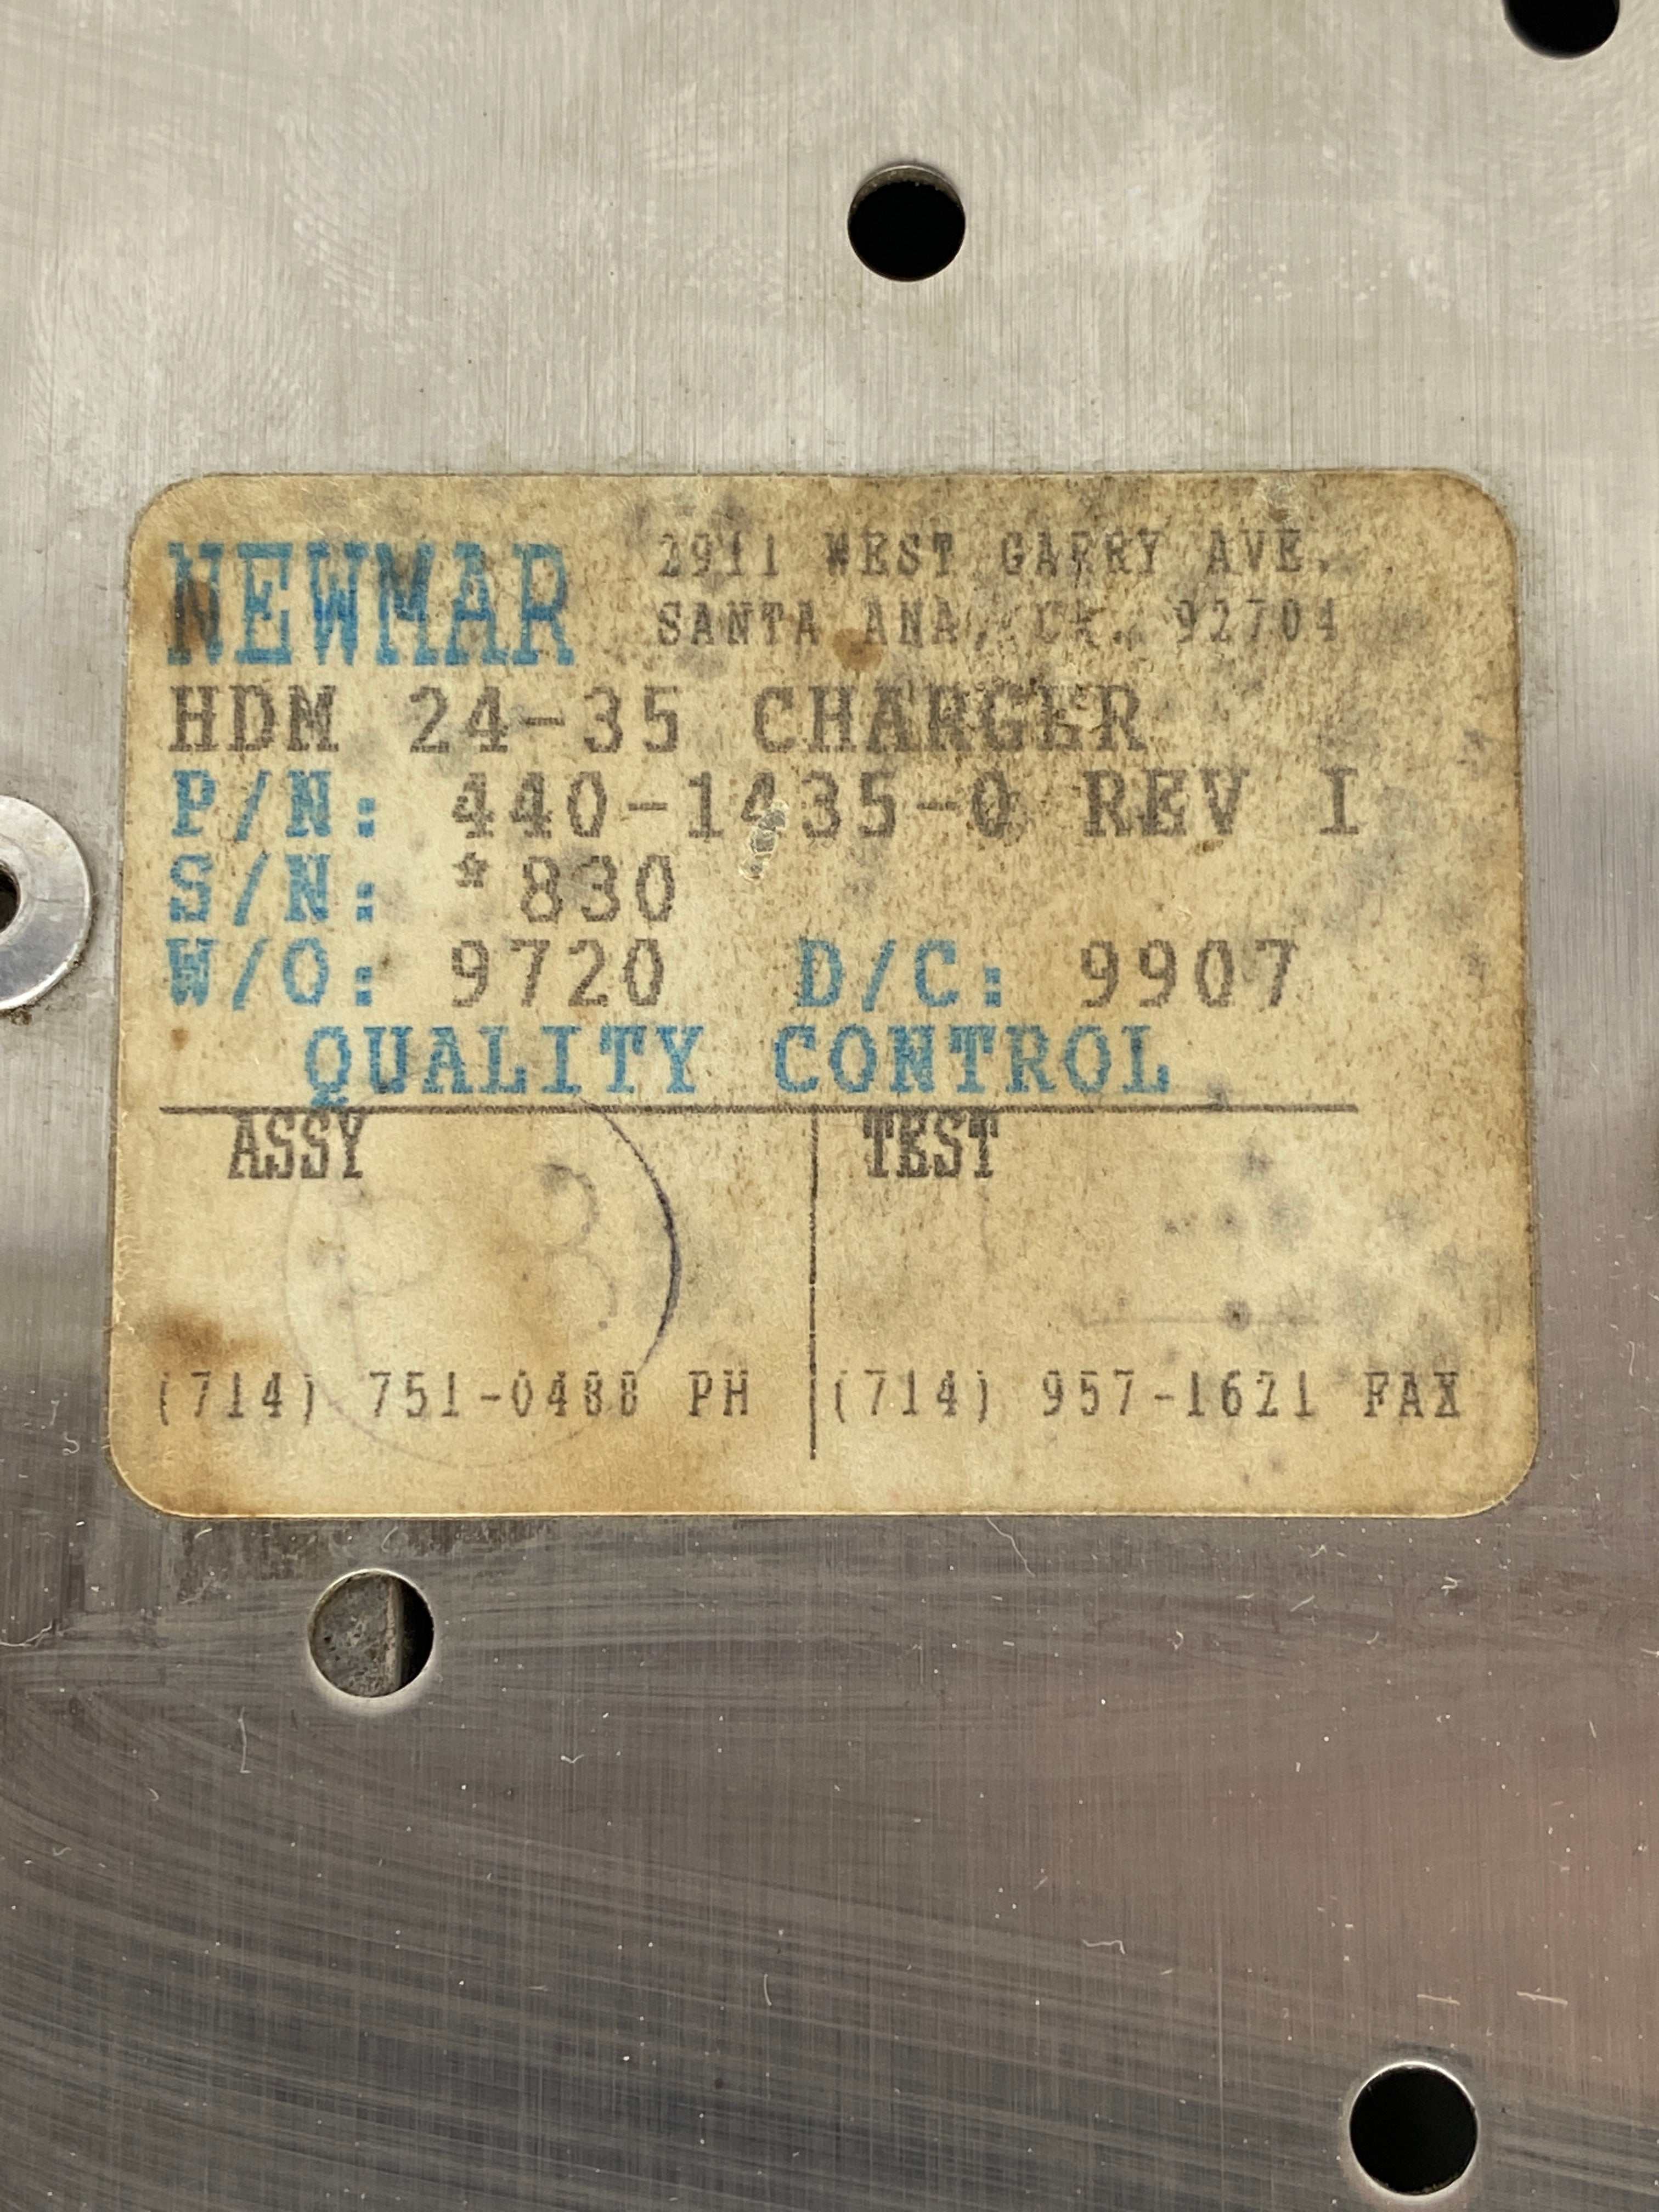 NEWMAR 2911 WEST GARRY AVE.
SANTA ANA, CA. 92704
HDM 24-35 CHARGER
P/N: 440-1435-0 REV I
S/N: *830
W/O: 9720 D/C: 9907
QUALITY CONTROL
ASSY TEST
(714) 751-0488 PH (714) 957-1621 FAX